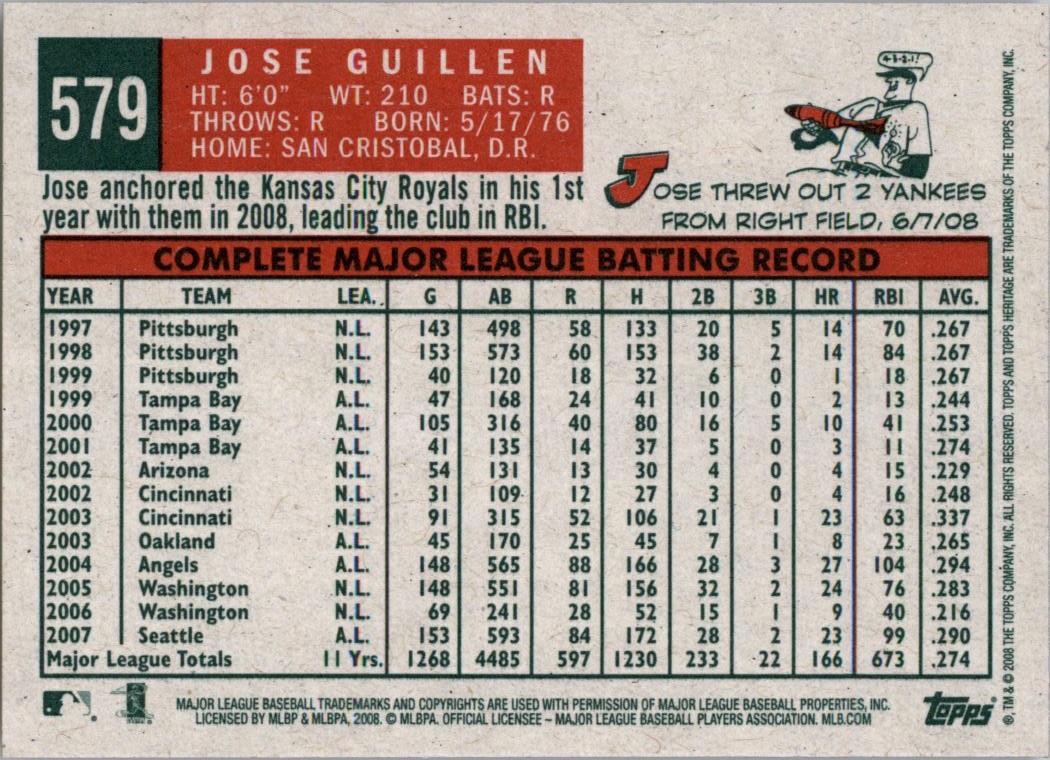 579
JOSE GUILLEN
HT: 6'0" WT: 210 BATS: R
THROWS: R BORN: 5/17/76
HOME: SAN CRISTOBAL, D.R.
4-3-2-1!
Jose anchored the Kansas City Royals in his 1st
year with them in 2008, leading the club in RBI.
JOSE THREW OUT 2 YANKEES
FROM RIGHT FIELD, 6/7/08
COMPLETE MAJOR LEAGUE BATTING RECORD
YEAR TEAM LEA. G AB R H 2B 3B HR RBI AVG.
1997 Pittsburgh N.L. 143 498 58 133 20 5 14 70 .267
1998 Pittsburgh N.L. 153 573 60 153 38 2 14 84 .267
1999 Pittsburgh N.L. 40 120 18 32 6 0 1 18 .267
1999 Tampa Bay A.L. 47 168 24 41 10 0 2 13 .244
2000 Tampa Bay A.L. 105 316 40 80 16 5 10 41 .253
2001 Tampa Bay A.L. 41 135 14 37 5 0 3 11 .274
2002 Arizona N.L. 54 131 13 30 4 0 4 15 .229
2002 Cincinnati N.L. 31 109 12 27 3 0 4 16 .248
2003 Cincinnati N.L. 91 315 52 106 21 1 23 63 .337
2003 Oakland A.L. 45 170 25 45 7 1 8 23 .265
2004 Angels A.L. 148 565 88 166 28 3 27 104 .294
2005 Washington N.L. 148 551 81 156 32 2 24 76 .283
2006 Washington N.L. 69 241 28 52 15 1 9 40 .216
2007 Seattle A.L. 153 593 84 172 28 2 23 99 .290
Major League Totals 11 Yrs. 1268 4485 597 1230 233 22 166 673 .274
MAJOR LEAGUE BASEBALL TRADEMARKS AND COPYRIGHTS ARE USED WITH PERMISSION OF MAJOR LEAGUE BASEBALL PROPERTIES, INC.
LICENSED BY MLBP & MLBPA, 2008. © MLBPA. OFFICIAL LICENSEE – MAJOR LEAGUE BASEBALL PLAYERS ASSOCIATION. MLB.COM
Topps
®, TM & © 2008 THE TOPPS COMPANY, INC. ALL RIGHTS RESERVED. TOPPS AND TOPPS HERITAGE ARE TRADEMARKS OF THE TOPPS COMPANY, INC.